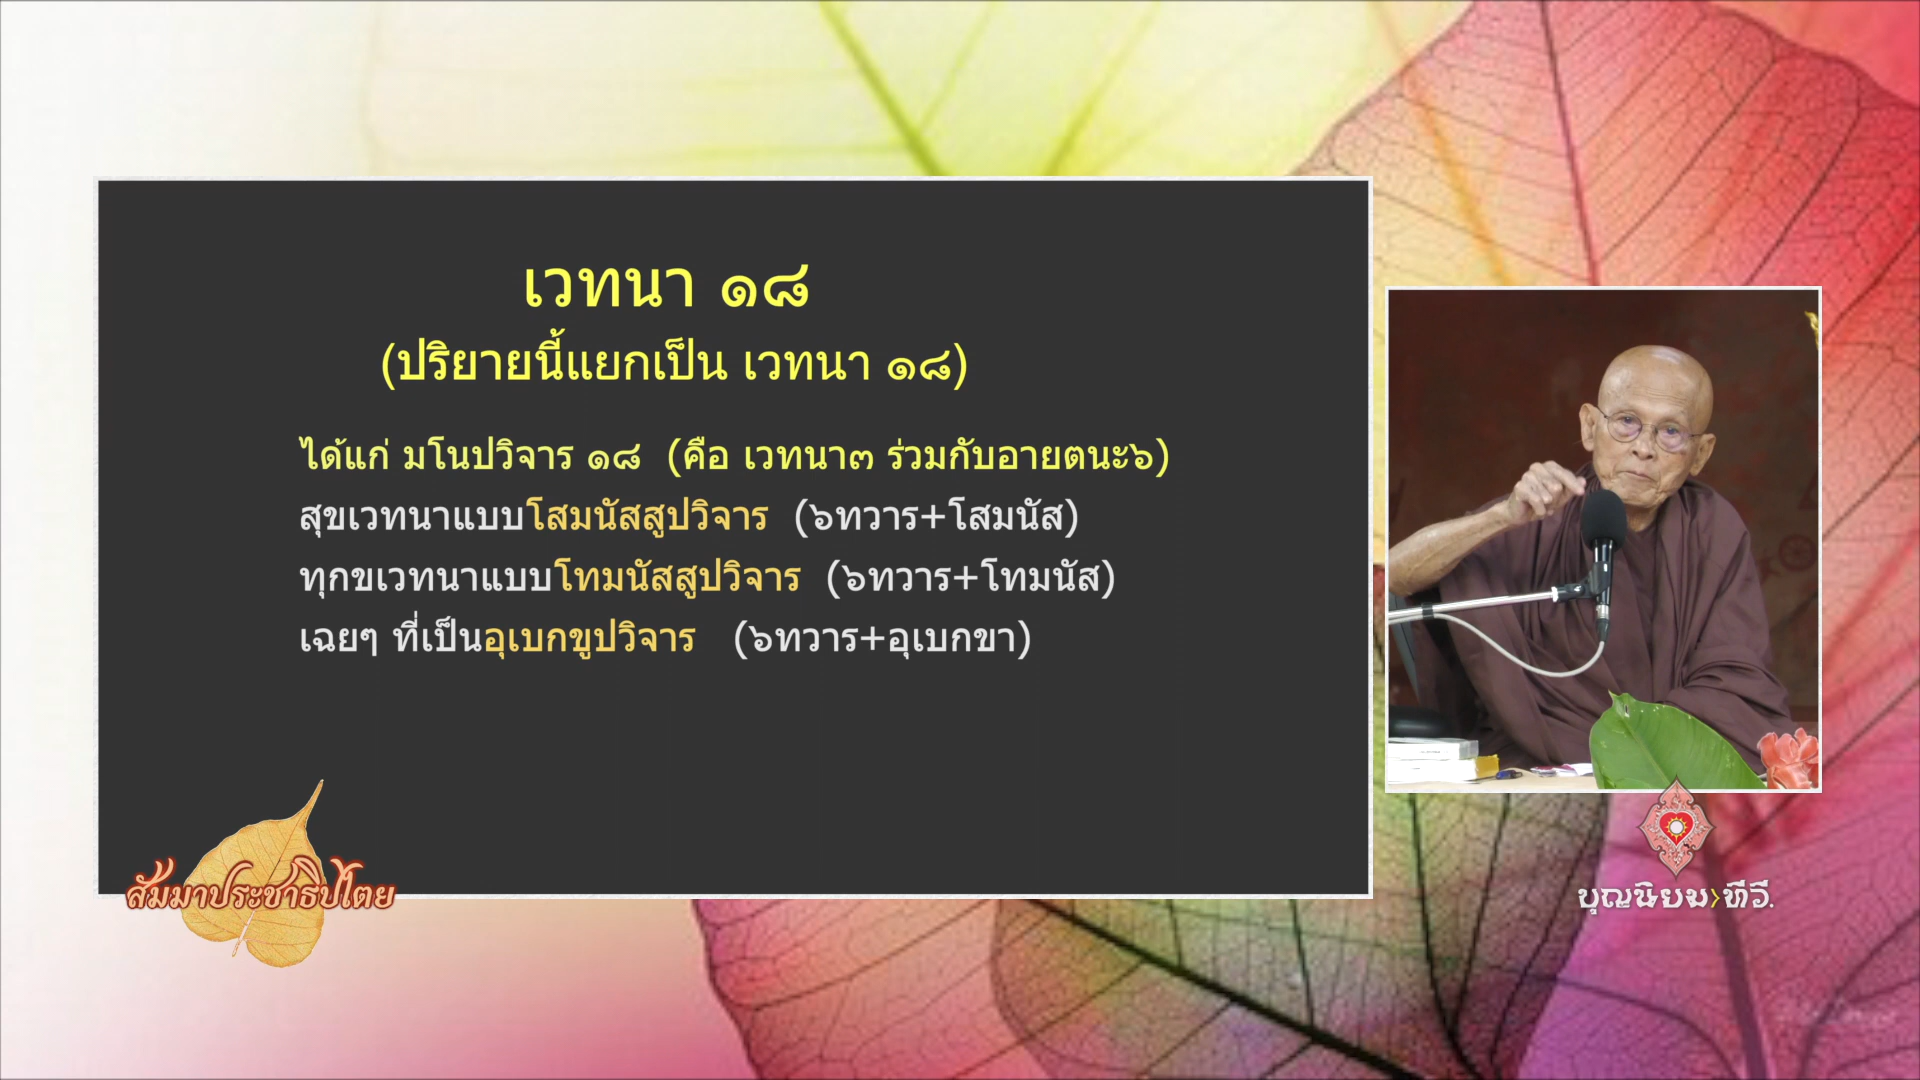 เวทนา ๑๘
(ปริยายนี้แยกเป็น เวทนา ๑๘)
ได้แก่ มโนปวิจาร ๑๘ (คือ เวทนา๓ ร่วมกับอายตนะ๖)
สุขเวทนาแบบโสมนัสสูปวิจาร (๖ทวาร+โสมนัส)
ทุกขเวทนาแบบโทมนัสสูปวิจาร (๖ทวาร+โทมนัส)
เฉยๆ ที่เป็นอุเบกขูปวิจาร (๖ทวาร+อุเบกขา)
สัมมาประชาธิปไตย
บุญนิยม>ทีวี.